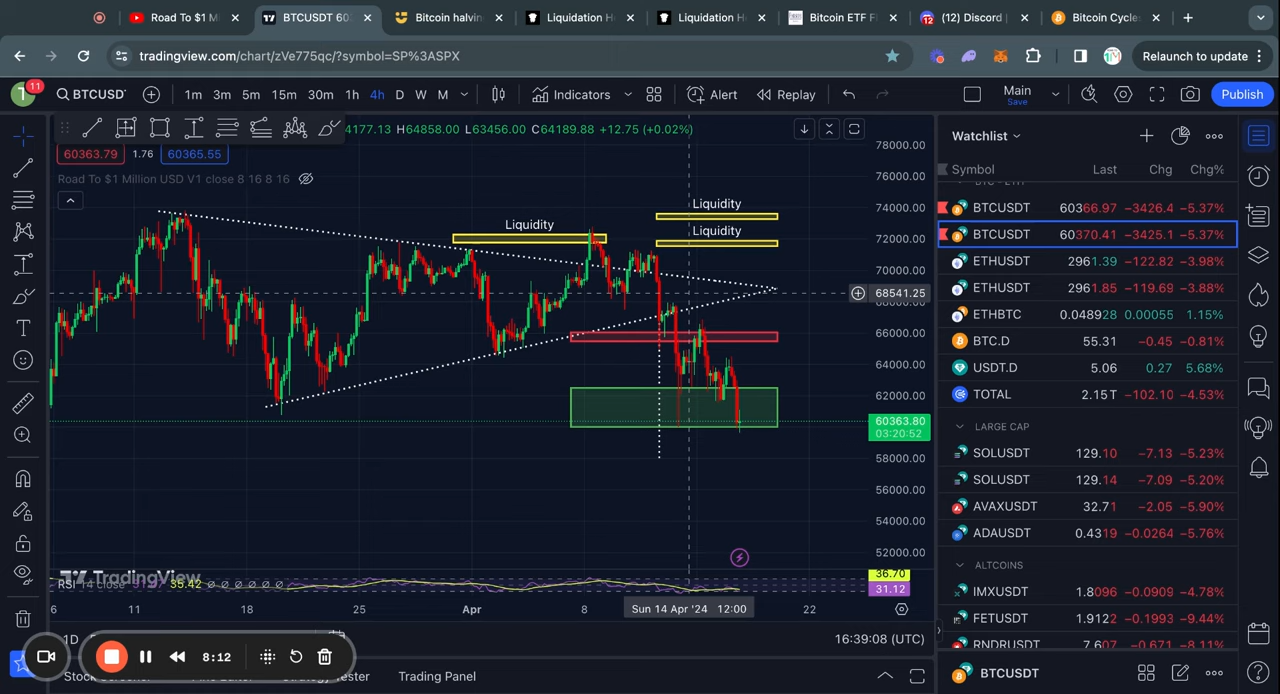 Road To $1 Mi
BTCUSDT 60:
Bitcoin halvin
Liquidation H
Liquidation H
Bitcoin ETF F
(12) Discord
Bitcoin Cycle
tradingview.com/chart/zVe775qc/?symbol=SP%3ASPX
Relaunch to update
11
BTCUSDT
1m 3m 5m 15m 30m 1h 4h D W M
Indicators
Alert
Replay
Main
Save
Publish
4177.13 H64858.00 L63456.00 C64189.88 +12.75 (+0.02%)
60363.79 1.76 60365.55
Road To $1 Million USD V1 close 8 16 8 16
Liquidity
Liquidity
Liquidity
78000.00
76000.00
74000.00
72000.00
70000.00
68541.25
68000.00
66000.00
64000.00
62000.00
60363.80
03:20:52
58000.00
56000.00
54000.00
52000.00
36.70
31.12
TradingView
RSI 14 close 35.42
6 11 18 25 Apr 8 Sun 14 Apr '24 12:00 22
1D
16:39:08 (UTC)
8:12
Trading Panel
Watchlist
Symbol Last Chg Chg%
BTCUSDT 60366.97 −3426.4 −5.37%
BTCUSDT 60370.41 −3425.1 −5.37%
ETHUSDT 2961.39 −122.82 −3.98%
ETHUSDT 2961.85 −119.69 −3.88%
ETHBTC 0.048928 0.00055 1.15%
BTC.D 55.31 −0.45 −0.81%
USDT.D 5.06 0.27 5.68%
TOTAL 2.15T −102.10 −4.53%
LARGE CAP
SOLUSDT 129.10 −7.13 −5.23%
SOLUSDT 129.14 −7.09 −5.20%
AVAXUSDT 32.71 −2.05 −5.90%
ADAUSDT 0.4319 −0.0264 −5.76%
ALTCOINS
IMXUSDT 1.8096 −0.0909 −4.78%
FETUSDT 1.9122 −0.1993 −9.44%
RNDRUSDT 7.607 −0.671 −8.11%
BTCUSDT